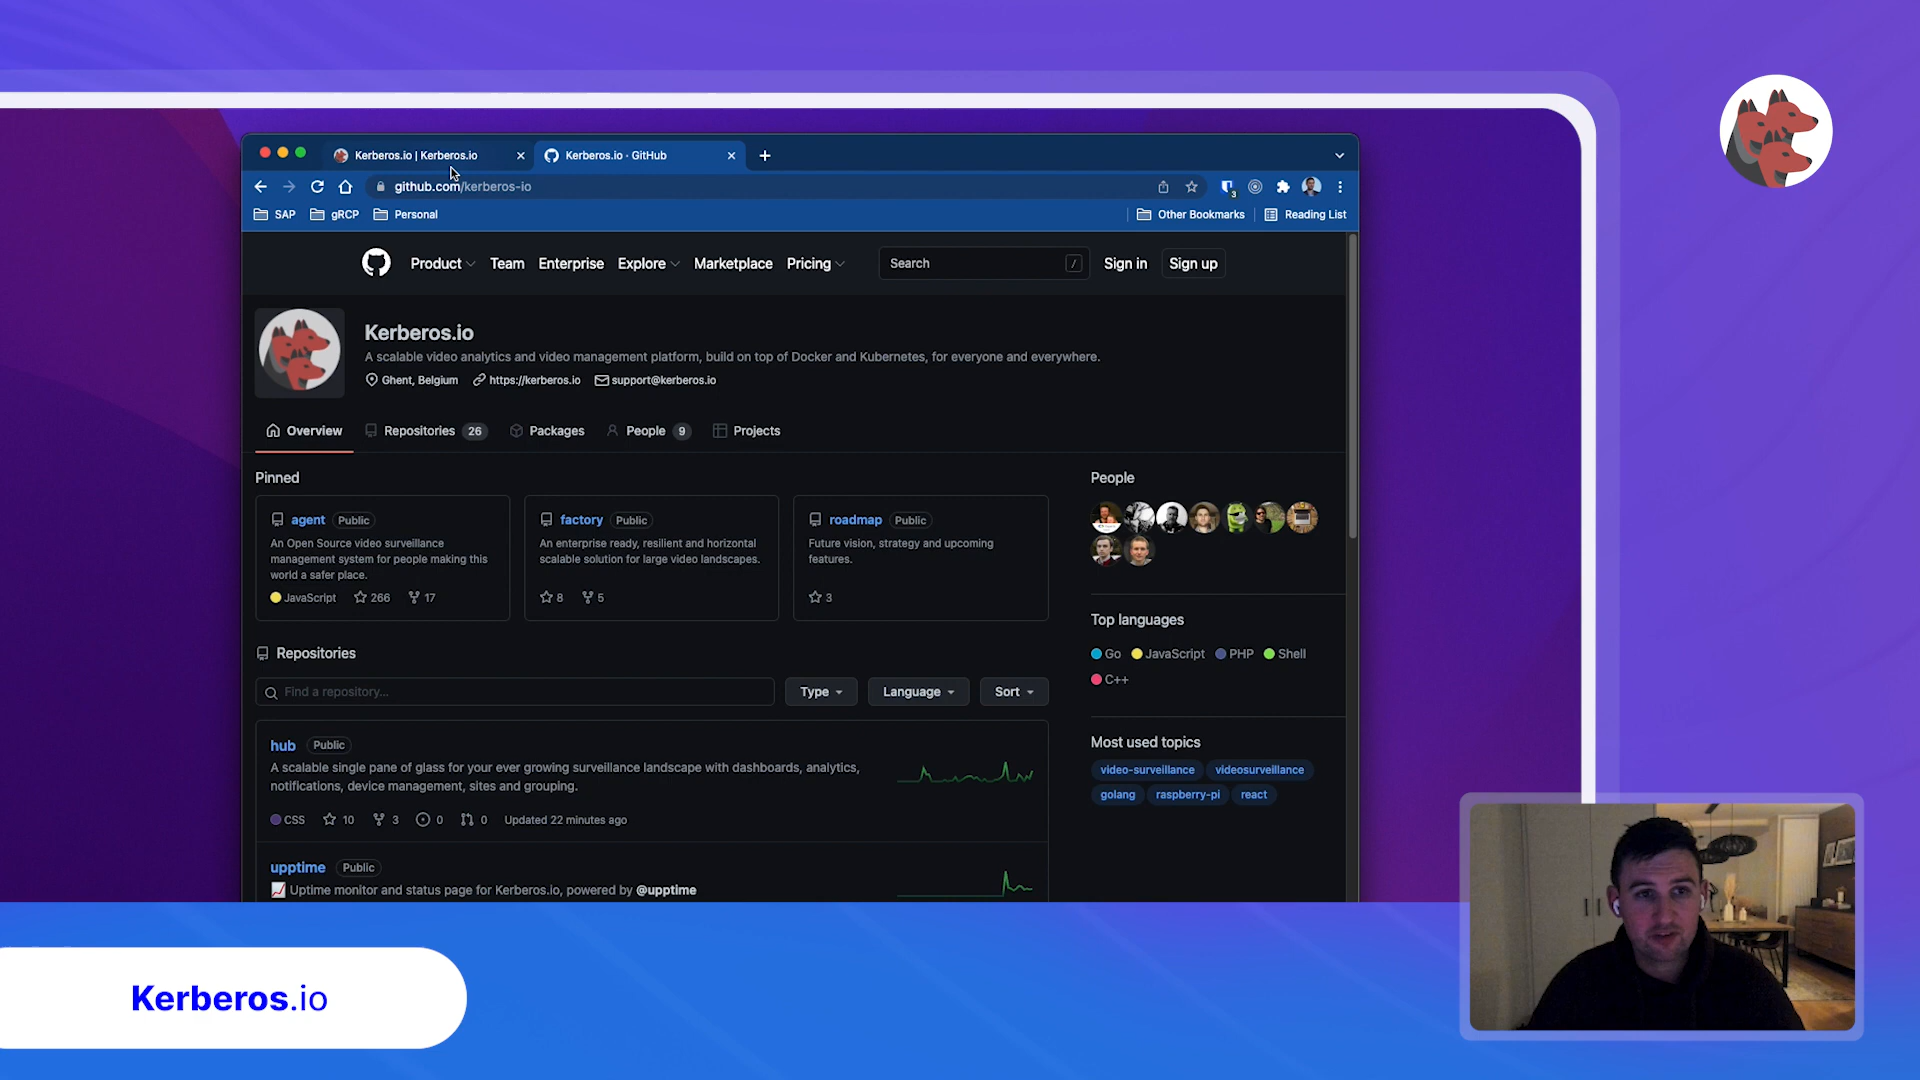 Kerberos.io | Kerberos.io
Kerberos.io · GitHub
github.com/kerberos-io
3
SAP
gRCP
Personal
Other Bookmarks
Reading List
Product
Team
Enterprise
Explore
Marketplace
Pricing
Search
/
Sign in
Sign up
Kerberos.io
A scalable video analytics and video management platform, build on top of Docker and Kubernetes, for everyone and everywhere.
Ghent, Belgium
https://kerberos.io
support@kerberos.io
Overview
Repositories 26
Packages
People 9
Projects
Pinned
agent Public
An Open Source video surveillance
management system for people making this
world a safer place.
JavaScript 266 17
factory Public
An enterprise ready, resilient and horizontal
scalable solution for large video landscapes.
8 5
roadmap Public
Future vision, strategy and upcoming
features.
3
Repositories
Find a repository...
Type
Language
Sort
hub Public
A scalable single pane of glass for your ever growing surveillance landscape with dashboards, analytics,
notifications, device management, sites and grouping.
CSS 10 3 0 0 Updated 22 minutes ago
upptime Public
Uptime monitor and status page for Kerberos.io, powered by @upptime
People
Top languages
Go JavaScript PHP Shell
C++
Most used topics
video-surveillance videosurveillance
golang raspberry-pi react
Kerberos.io